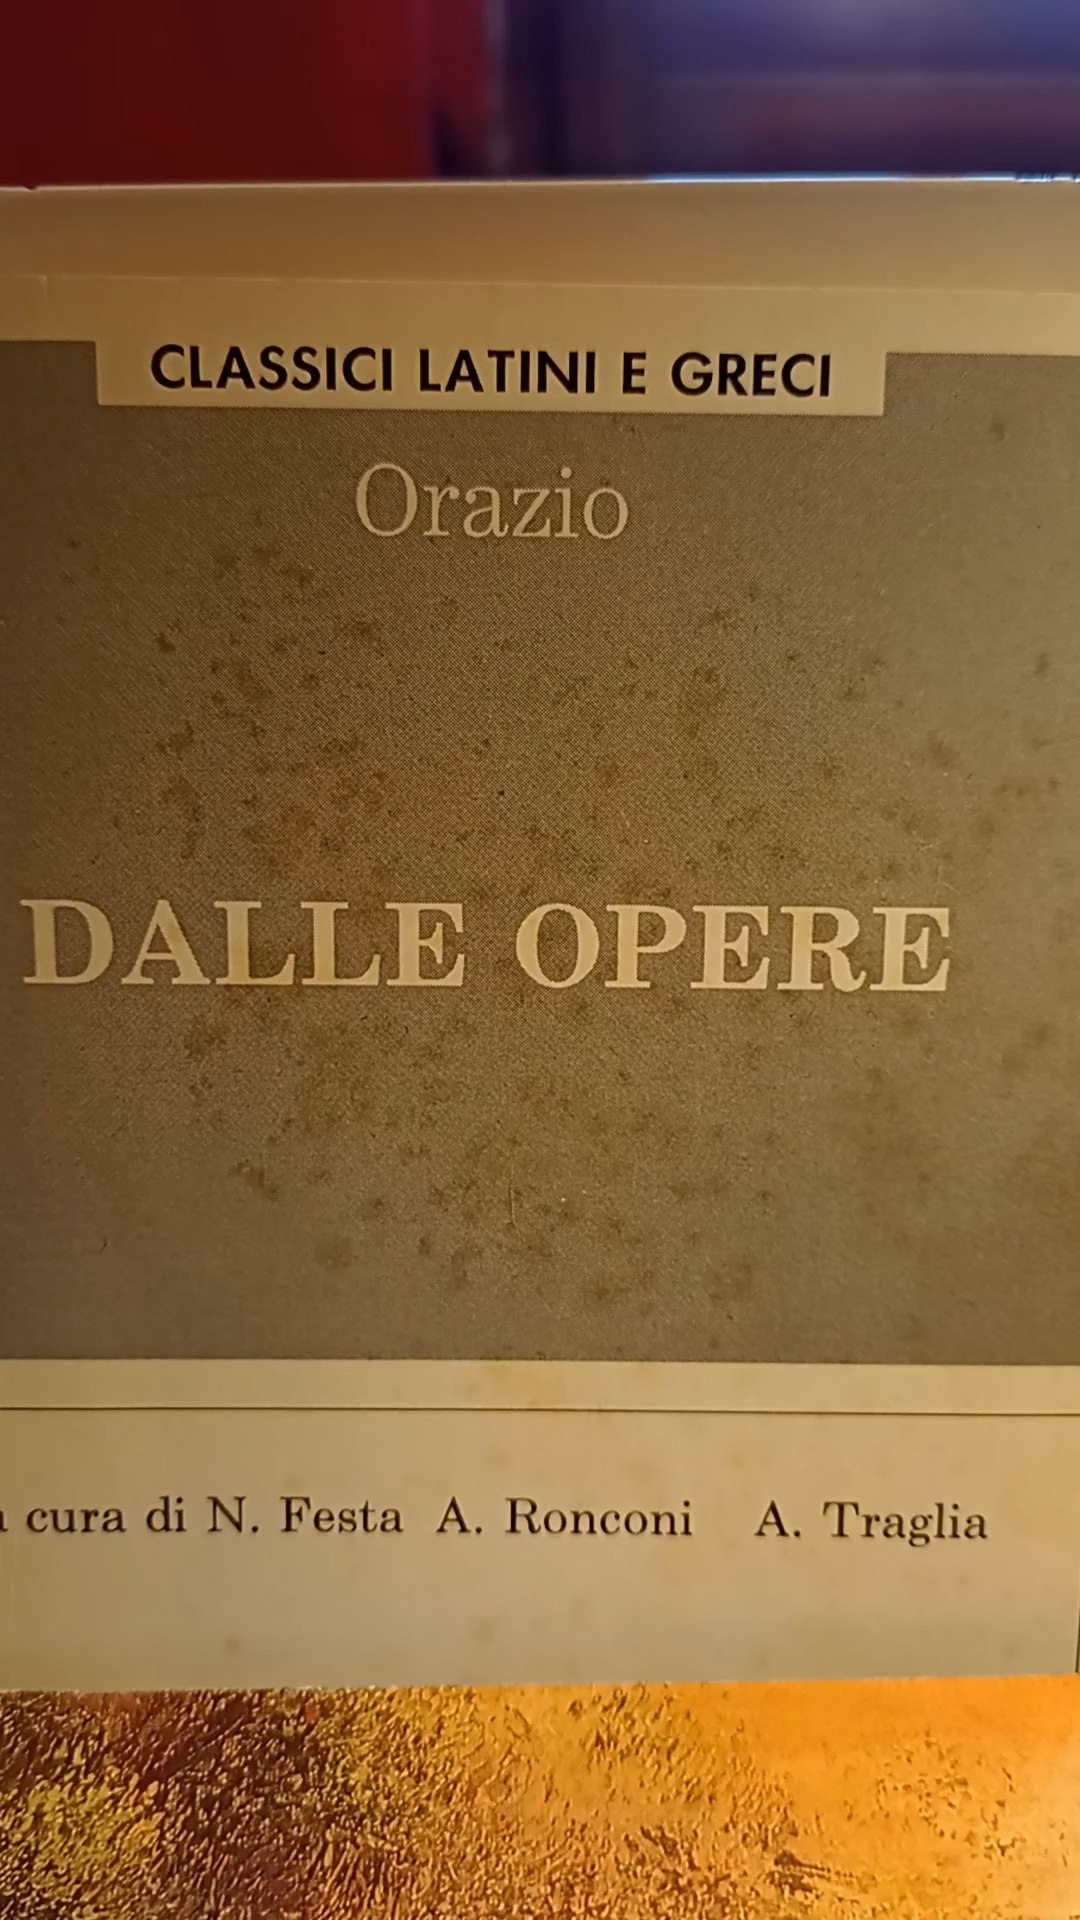 CLASSICI LATINI E GRECI
Orazio
DALLE OPERE
a cura di N. Festa A. Ronconi A. Traglia